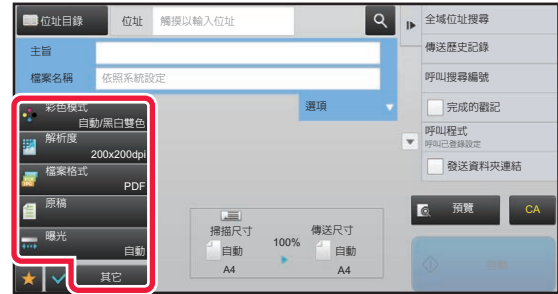 位址目錄
位址
觸摸以輸入位址
主旨
檔案名稱
依照系統設定
選項
彩色模式
自動/黑白雙色
解析度
200x200dpi
檔案格式
PDF
原稿
曝光
自動
其它
掃描尺寸
自動
A4
100%
傳送尺寸
自動
A4
全域位址搜尋
傳送歷史記錄
呼叫搜尋編號
完成的戳記
呼叫程式
呼叫已登錄設定
發送資料夾連結
預覽
CA